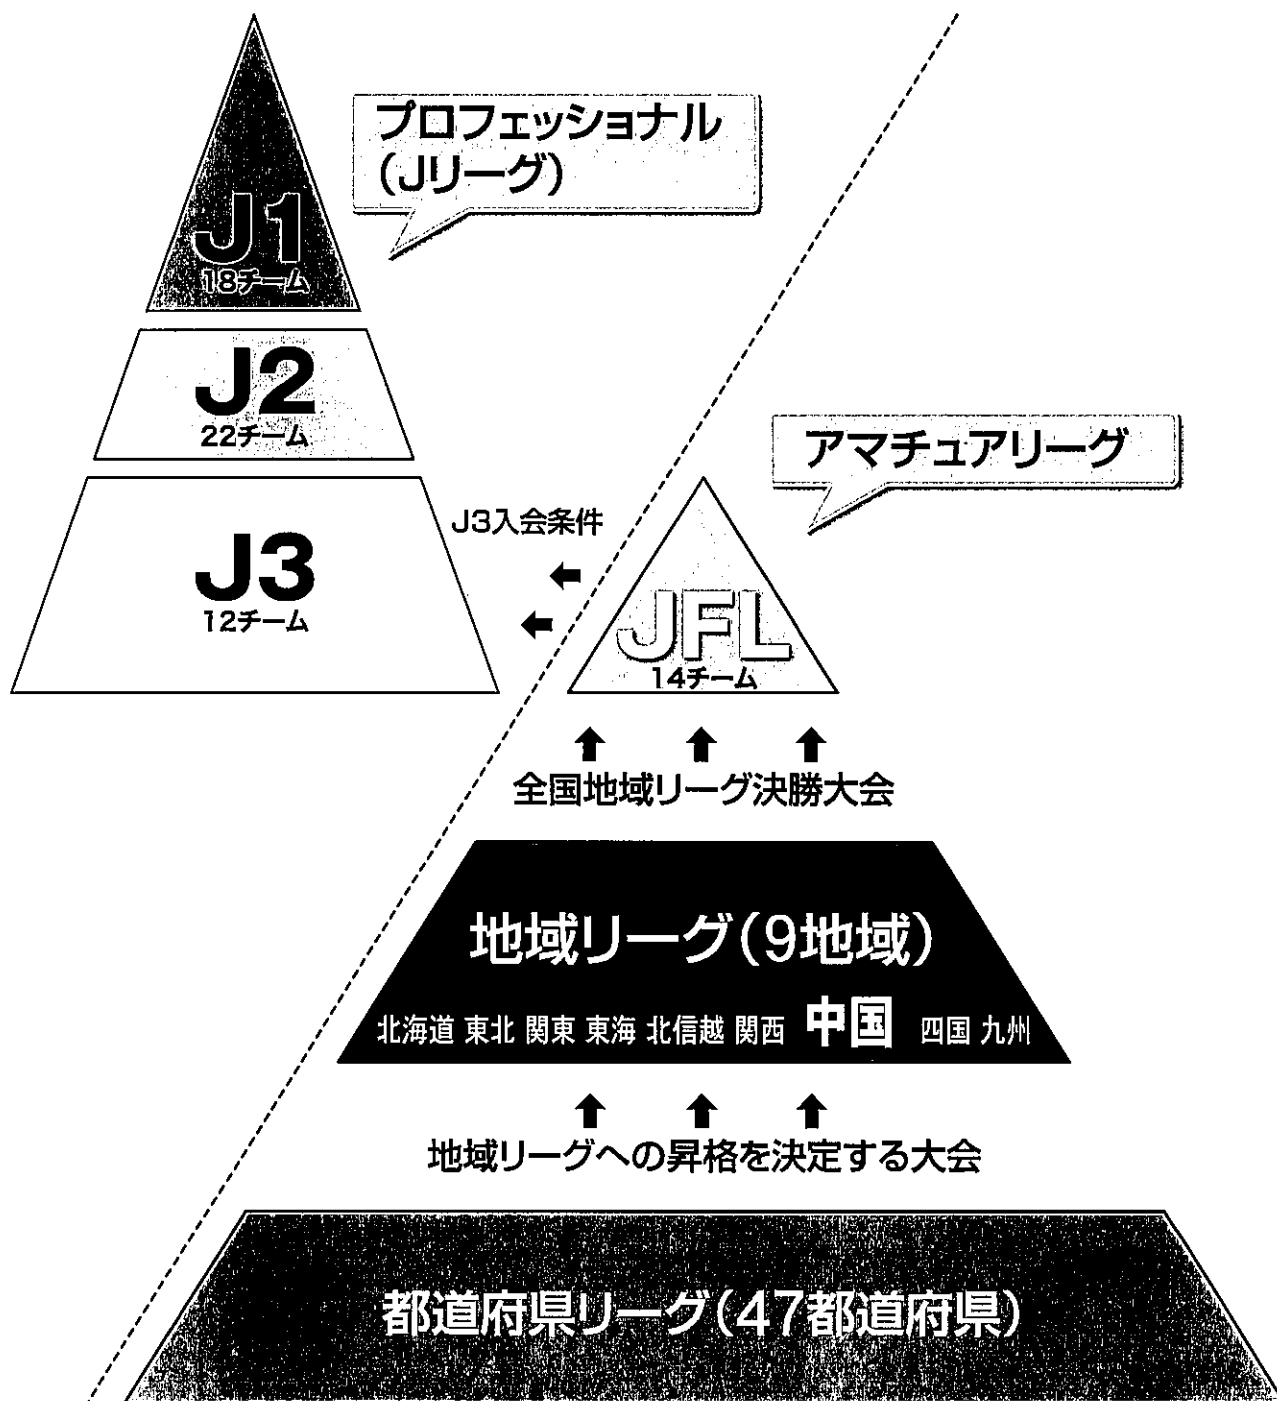 プロフェッショナル
（Jリーグ）
J1
18チーム
J2
22チーム
アマチュアリーグ
J3入会条件
J3
12チーム
JFL
14チーム
全国地域リーグ決勝大会
地域リーグ（9地域）
北海道 東北 関東 東海 北信越 関西 中国 四国 九州
地域リーグへの昇格を決定する大会
都道府県リーグ（47都道府県）